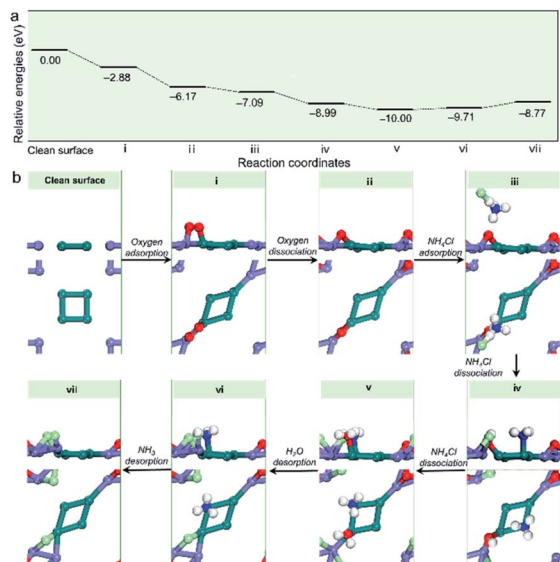 a
Relative energies (eV)
0.00
−2.88
−6.17
−7.09
−8.99
−10.00
−9.71
−8.77
Clean surface i ii iii iv v vi vii
Reaction coordinates
b
Clean surface
i
ii
iii
Oxygen
adsorption
Oxygen
dissociation
NH₄Cl
adsorption
NH₄Cl
dissociation
vii
vi
v
iv
NH₃
desorption
H₂O
desorption
NH₄Cl
dissociation